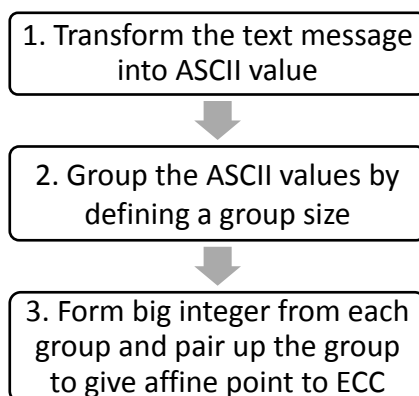 1. Transform the text message
into ASCII value
2. Group the ASCII values by
defining a group size
3. Form big integer from each
group and pair up the group
to give affine point to ECC